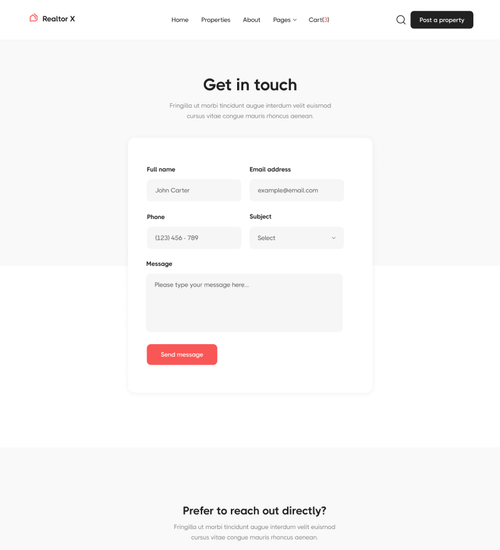 Realtor X
Home Properties About Pages Cart(3)
Post a property
Get in touch
Fringilla ut morbi tincidunt augue interdum velit euismod
cursus vitae congue mauris rhoncus aenean.
Full name Email address
John Carter example@email.com
Phone Subject
(123) 456 - 789 Select
Message
Please type your message here...
Send message
Prefer to reach out directly?
Fringilla ut morbi tincidunt augue interdum velit euismod
cursus vitae congue mauris rhoncus aenean.